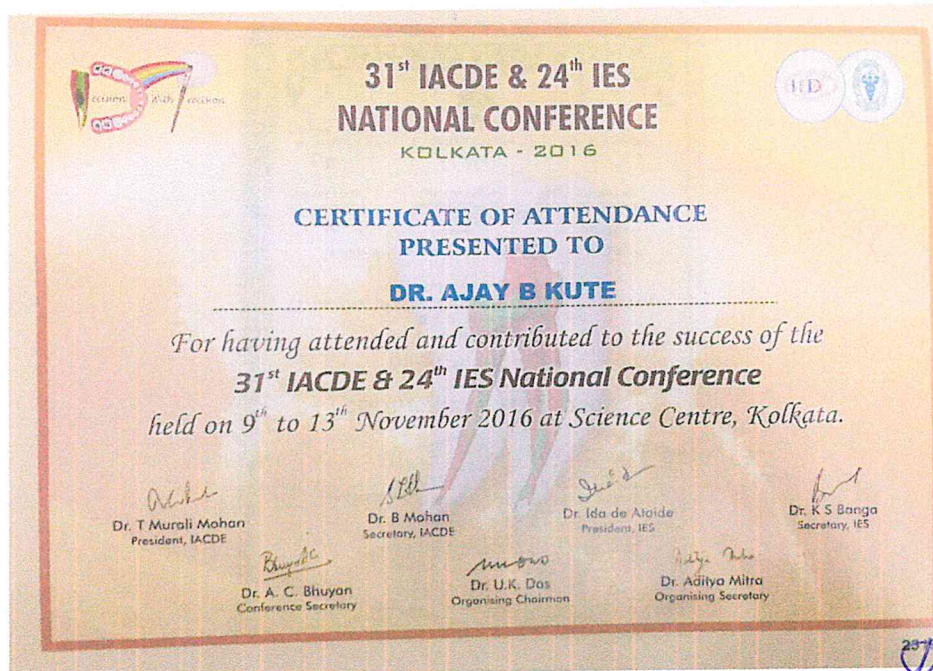 Decision With Precision
31st IACDE & 24th IES
NATIONAL CONFERENCE
KOLKATA - 2016
CERTIFICATE OF ATTENDANCE
PRESENTED TO
DR. AJAY B KUTE
For having attended and contributed to the success of the
31st IACDE & 24th IES National Conference
held on 9th to 13th November 2016 at Science Centre, Kolkata.
Dr. T Murali Mohan
President, IACDE
Dr. B Mohan
Secretary, IACDE
Dr. Ida de Ataide
President, IES
Dr. K S Banga
Secretary, IES
Dr. A. C. Bhuyan
Conference Secretary
Dr. U.K. Das
Organising Chairman
Dr. Aditya Mitra
Organising Secretary